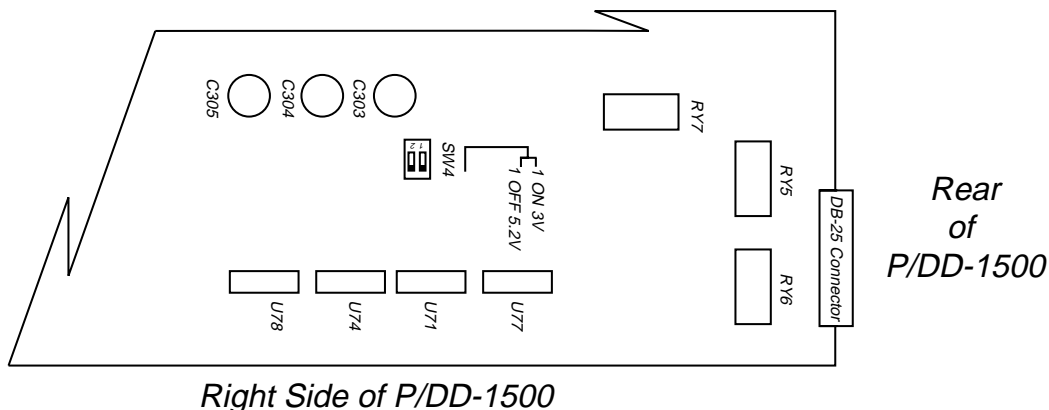 C305
C304
C303
RY7
2 1
SW4
1 ON 3V
1 OFF 5.2V
RY5
RY6
DB-25 Connector
Rear
of
P/DD-1500
U78
U74
U71
U77
Right Side of P/DD-1500